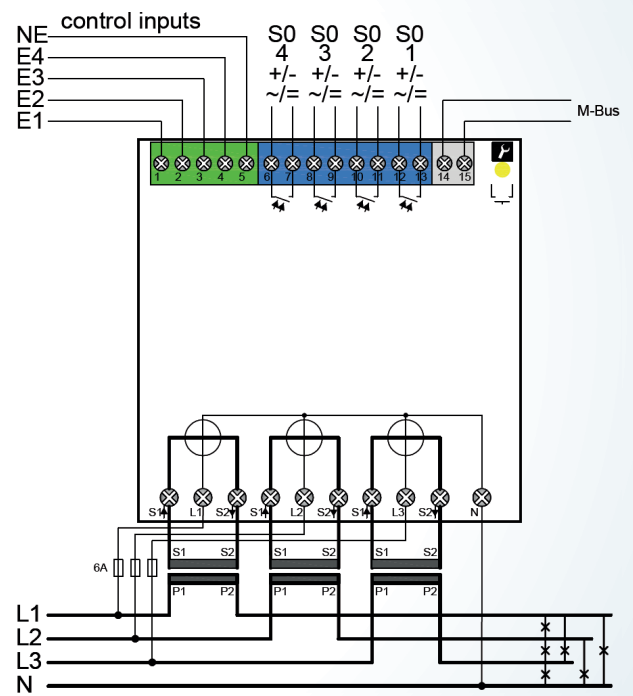 control inputs
NE
E4
E3
E2
E1
S0 S0 S0 S0
4 3 2 1
+/- +/- +/- +/-
~/= ~/= ~/= ~/=
M-Bus
1 2 3 4 5 6 7 8 9 10 11 12 13 14 15
S1 L1 S2 S1 L2 S2 S1 L3 S2 N
S1 S2 S1 S2 S1 S2
6A
P1 P2 P1 P2 P1 P2
L1
L2
L3
N